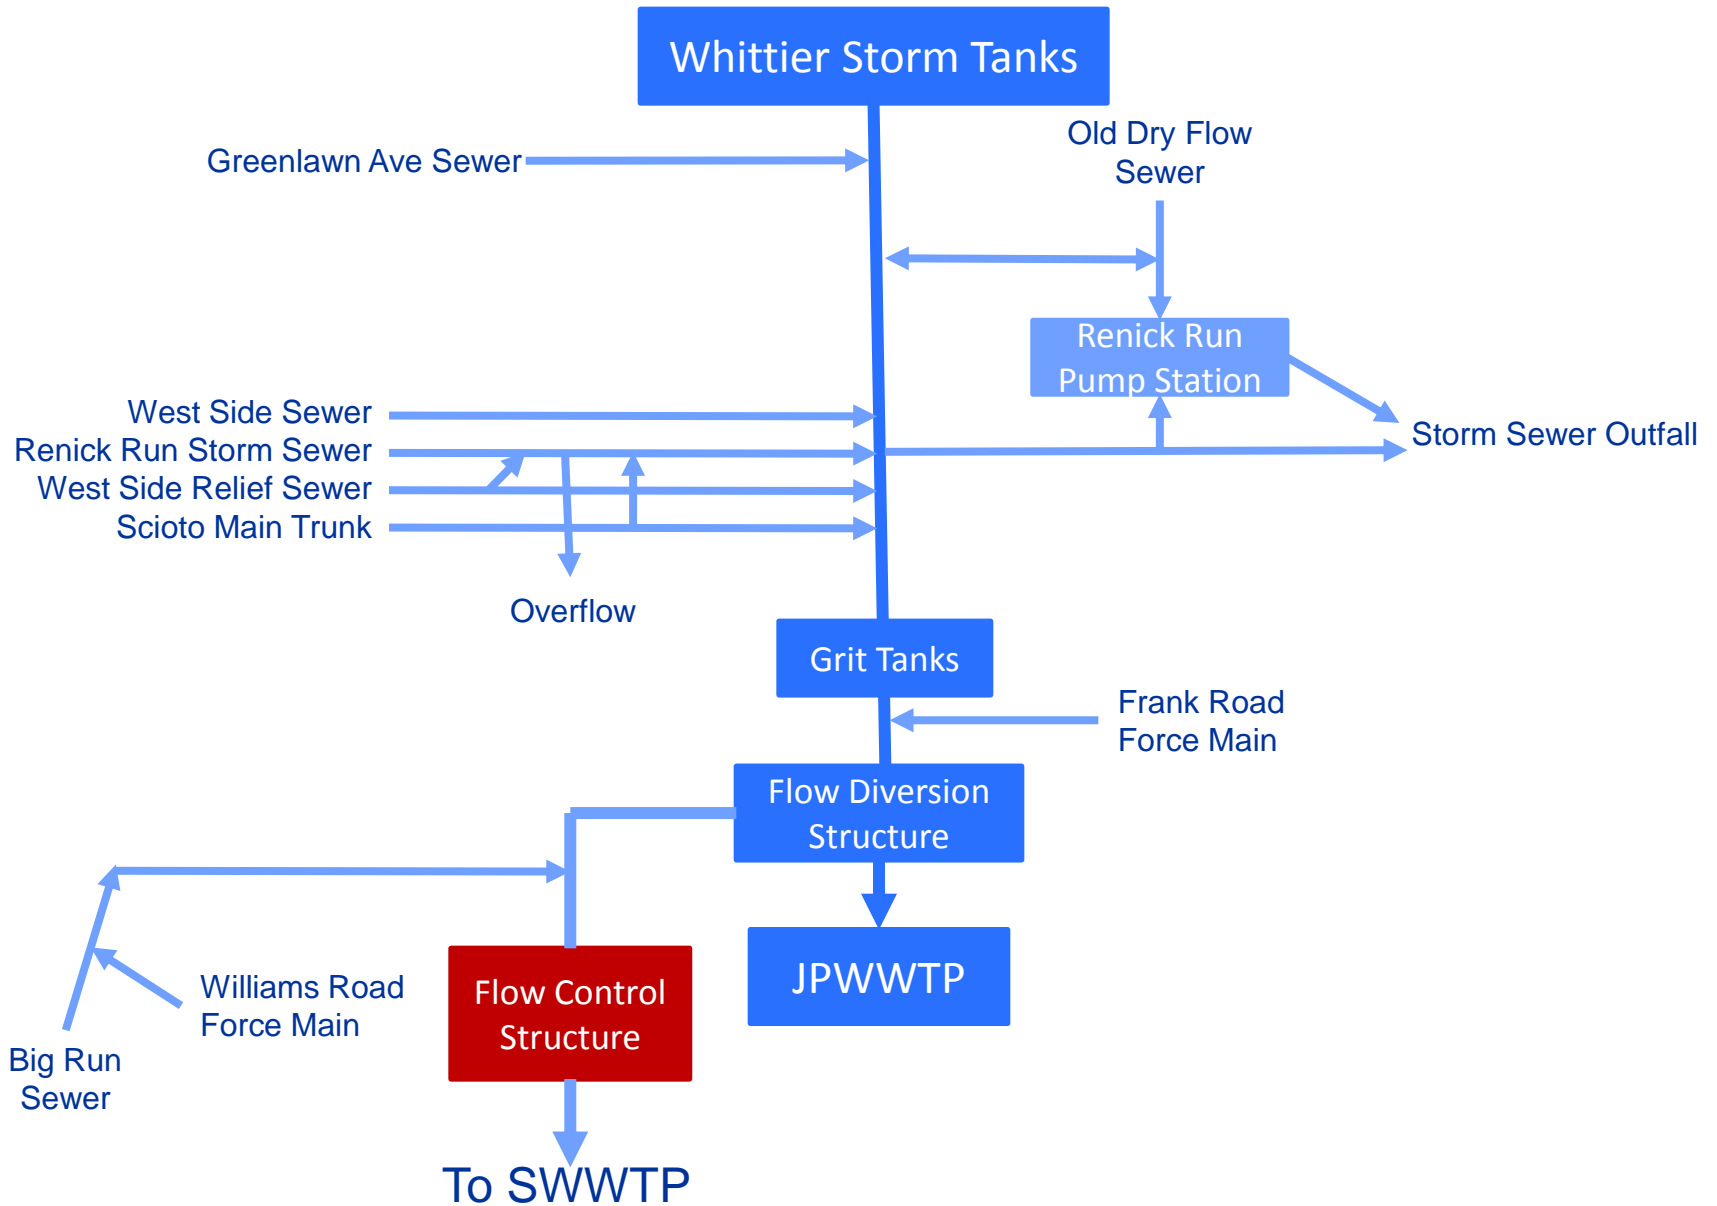 Whittier Storm Tanks
Old Dry Flow
Sewer
Greenlawn Ave Sewer
Renick Run
Pump Station
West Side Sewer
Renick Run Storm Sewer
West Side Relief Sewer
Scioto Main Trunk
Storm Sewer Outfall
Overflow
Grit Tanks
Frank Road
Force Main
Flow Diversion
Structure
JPWWTP
Flow Control
Structure
Williams Road
Force Main
Big Run
Sewer
To SWWTP